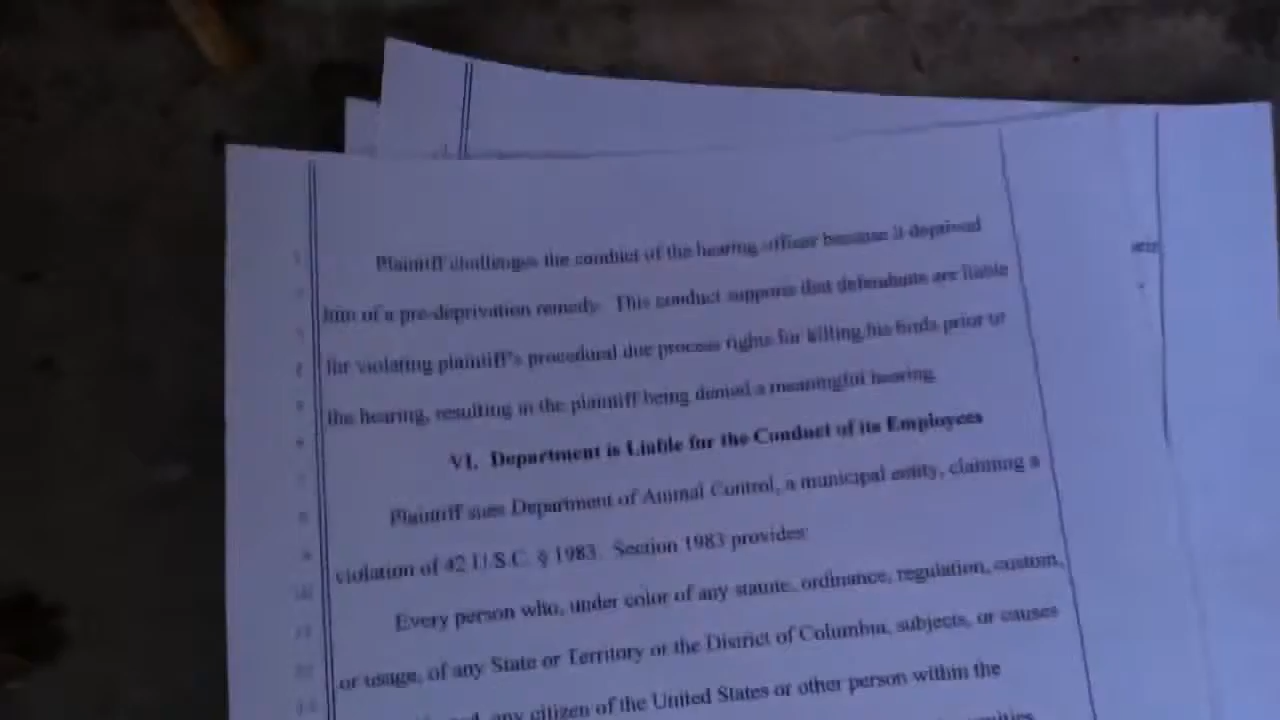 Plaintiff challenges the conduct of the hearing officer because it deprived
him of a pre-deprivation remedy. This conduct supports that defendants are liable
for violating plaintiff's procedural due process rights for killing his birds prior to
the hearing, resulting in the plaintiff being denied a meaningful hearing.
VI. Department is Liable for the Conduct of its Employees
Plaintiff sues Department of Animal Control, a municipal entity, claiming a
violation of 42 U.S.C. § 1983. Section 1983 provides:
Every person who, under color of any statute, ordinance, regulation, custom,
or usage, of any State or Territory or the District of Columbia, subjects, or causes
any citizen of the United States or other person within the